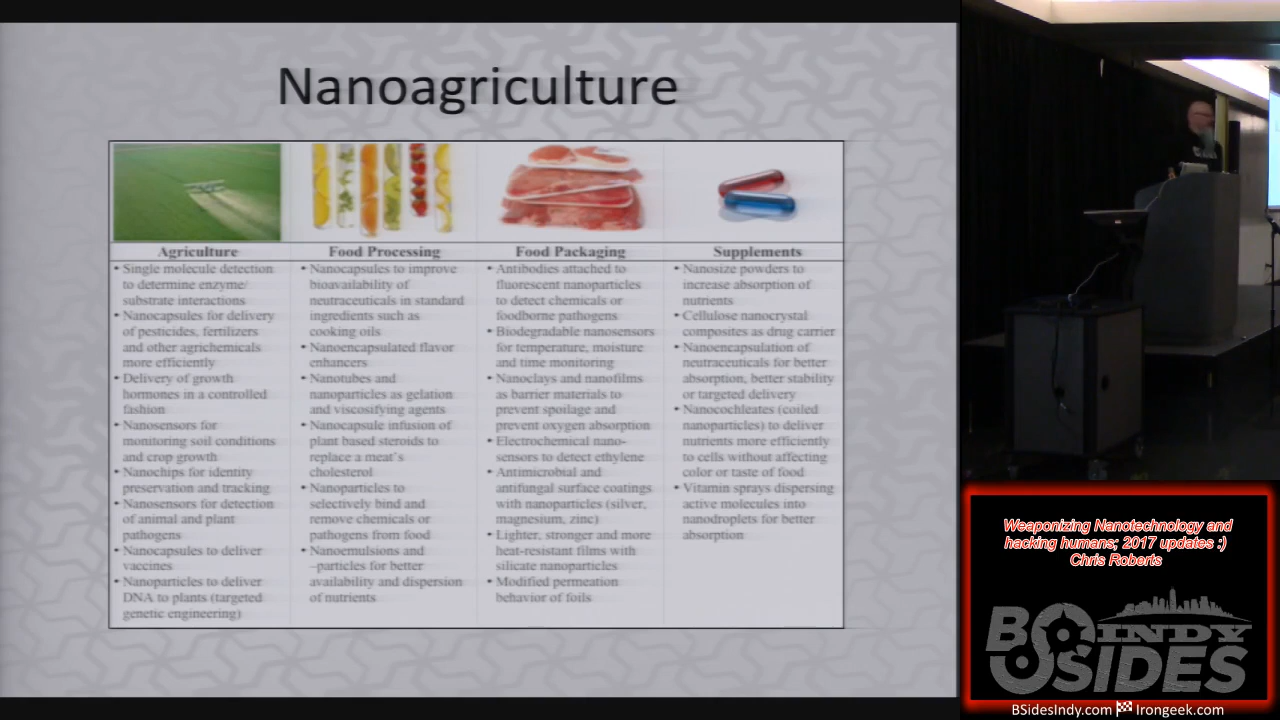 Nanoagriculture
Agriculture
• Single molecule detection
to determine enzyme/
substrate interactions
• Nanocapsules for delivery
of pesticides, fertilizers
and other agrichemicals
more efficiently
• Delivery of growth
hormones in a controlled
fashion
• Nanosensors for
monitoring soil conditions
and crop growth
• Nanochips for identity
preservation and tracking
• Nanosensors for detection
of animal and plant
pathogens
• Nanocapsules to deliver
vaccines
• Nanoparticles to deliver
DNA to plants (targeted
genetic engineering)
Food Processing
• Nanocapsules to improve
bioavailability of
neutraceuticals in standard
ingredients such as
cooking oils
• Nanoencapsulated flavor
enhancers
• Nanotubes and
nanoparticles as gelation
and viscosifying agents
• Nanocapsule infusion of
plant based steroids to
replace a meat's
cholesterol
• Nanoparticles to
selectively bind and
remove chemicals or
pathogens from food
• Nanoemulsions and
–particles for better
availability and dispersion
of nutrients
Food Packaging
• Antibodies attached to
fluorescent nanoparticles
to detect chemicals or
foodborne pathogens
• Biodegradable nanosensors
for temperature, moisture
and time monitoring
• Nanoclays and nanofilms
as barrier materials to
prevent spoilage and
prevent oxygen absorption
• Electrochemical nano-
sensors to detect ethylene
• Antimicrobial and
antifungal surface coatings
with nanoparticles (silver,
magnesium, zinc)
• Lighter, stronger and more
heat-resistant films with
silicate nanoparticles
• Modified permeation
behavior of foils
Supplements
• Nanosize powders to
increase absorption of
nutrients
• Cellulose nanocrystal
composites as drug carrier
• Nanoencapsulation of
neutraceuticals for better
absorption, better stability
or targeted delivery
• Nanocochleates (coiled
nanoparticles) to deliver
nutrients more efficiently
to cells without affecting
color or taste of food
• Vitamin sprays dispersing
active molecules into
nanodroplets for better
absorption
Weaponizing Nanotechnology and
hacking humans; 2017 updates :)
Chris Roberts
BSIDES INDY
BSidesIndy.com Irongeek.com